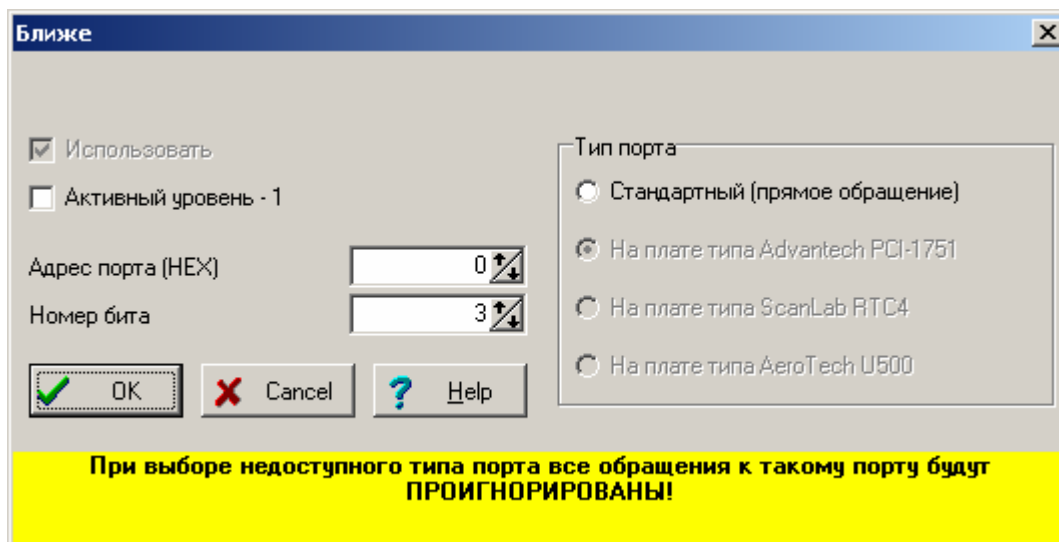 Ближе
Использовать
Активный уровень - 1
Адрес порта (HEX) 0
Номер бита 3
OK Cancel Help
Тип порта
Стандартный (прямое обращение)
На плате типа Advantech PCI-1751
На плате типа ScanLab RTC4
На плате типа AeroTech U500
При выборе недоступного типа порта все обращения к такому порту будут
ПРОИГНОРИРОВАНЫ!